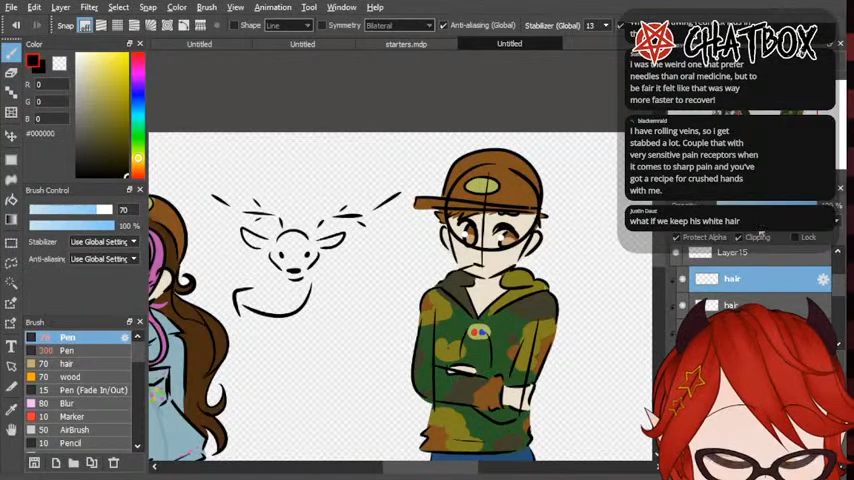 File Edit Layer Filter Select Snap Color Brush View Window Help
Snap
Shape
Line
Symmetry
Bilateral
Anti-aliasing (Global)
Stabilizer (Global)
13
Untitled
Untitled
starters.mdp
Untitled
Color
R 0
G 0
B 0
#000000
Brush Control
70
100 %
Stabilizer Use Global Setting
Anti-aliasing Use Global Setting
Brush
Pen
300 Pen
70 hair
70 wood
15 Pen (Fade In/Out)
80 Blur
10 Marker
50 AirBrush
10 Pencil
CHATBOX
i was the weird one that prefer
needles than oral medicine, but to
be fair it felt like that was way
more faster to recover!
I have rolling veins, so i get
stabbed a lot. Couple that with
very sensitive pain receptors when
it comes to sharp pain and you've
got a recipe for crushed hands
with me.
what if we keep his white hair
Protect Alpha Clipping Lock
Layer15
hair
hair